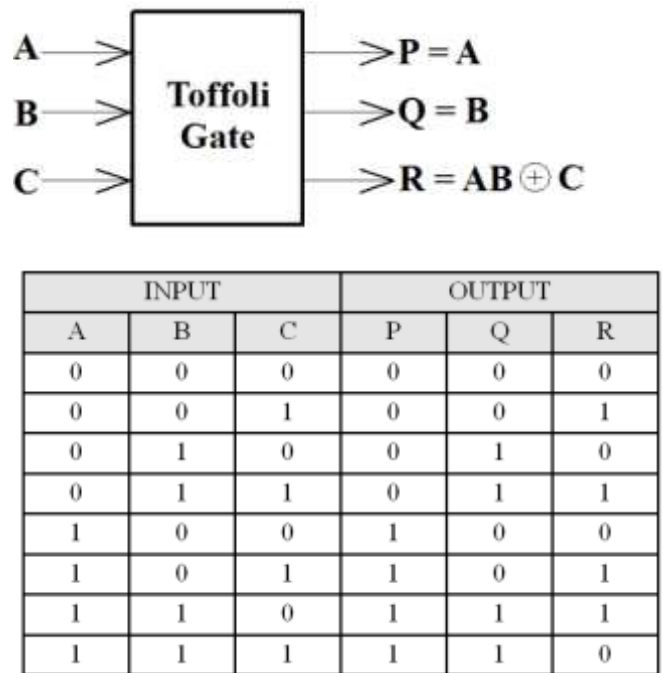 A
P = A
Toffoli
B
Q = B
Gate
C
R = AB ⊕ C
INPUT OUTPUT
A B C P Q R
0 0 0 0 0 0
0 0 1 0 0 1
0 1 0 0 1 0
0 1 1 0 1 1
1 0 0 1 0 0
1 0 1 1 0 1
1 1 0 1 1 1
1 1 1 1 1 0